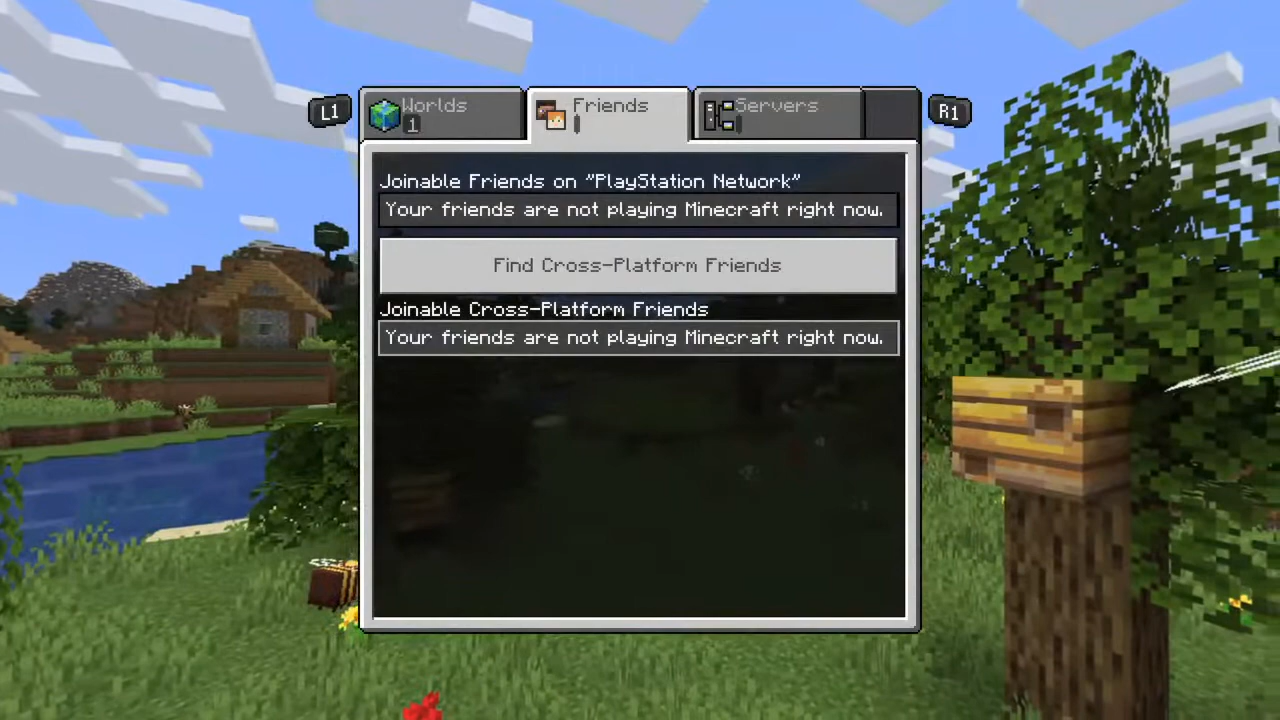 L1
Worlds
1
Friends
Servers
R1
Joinable Friends on "PlayStation Network"
Your friends are not playing Minecraft right now.
Find Cross-Platform Friends
Joinable Cross-Platform Friends
Your friends are not playing Minecraft right now.